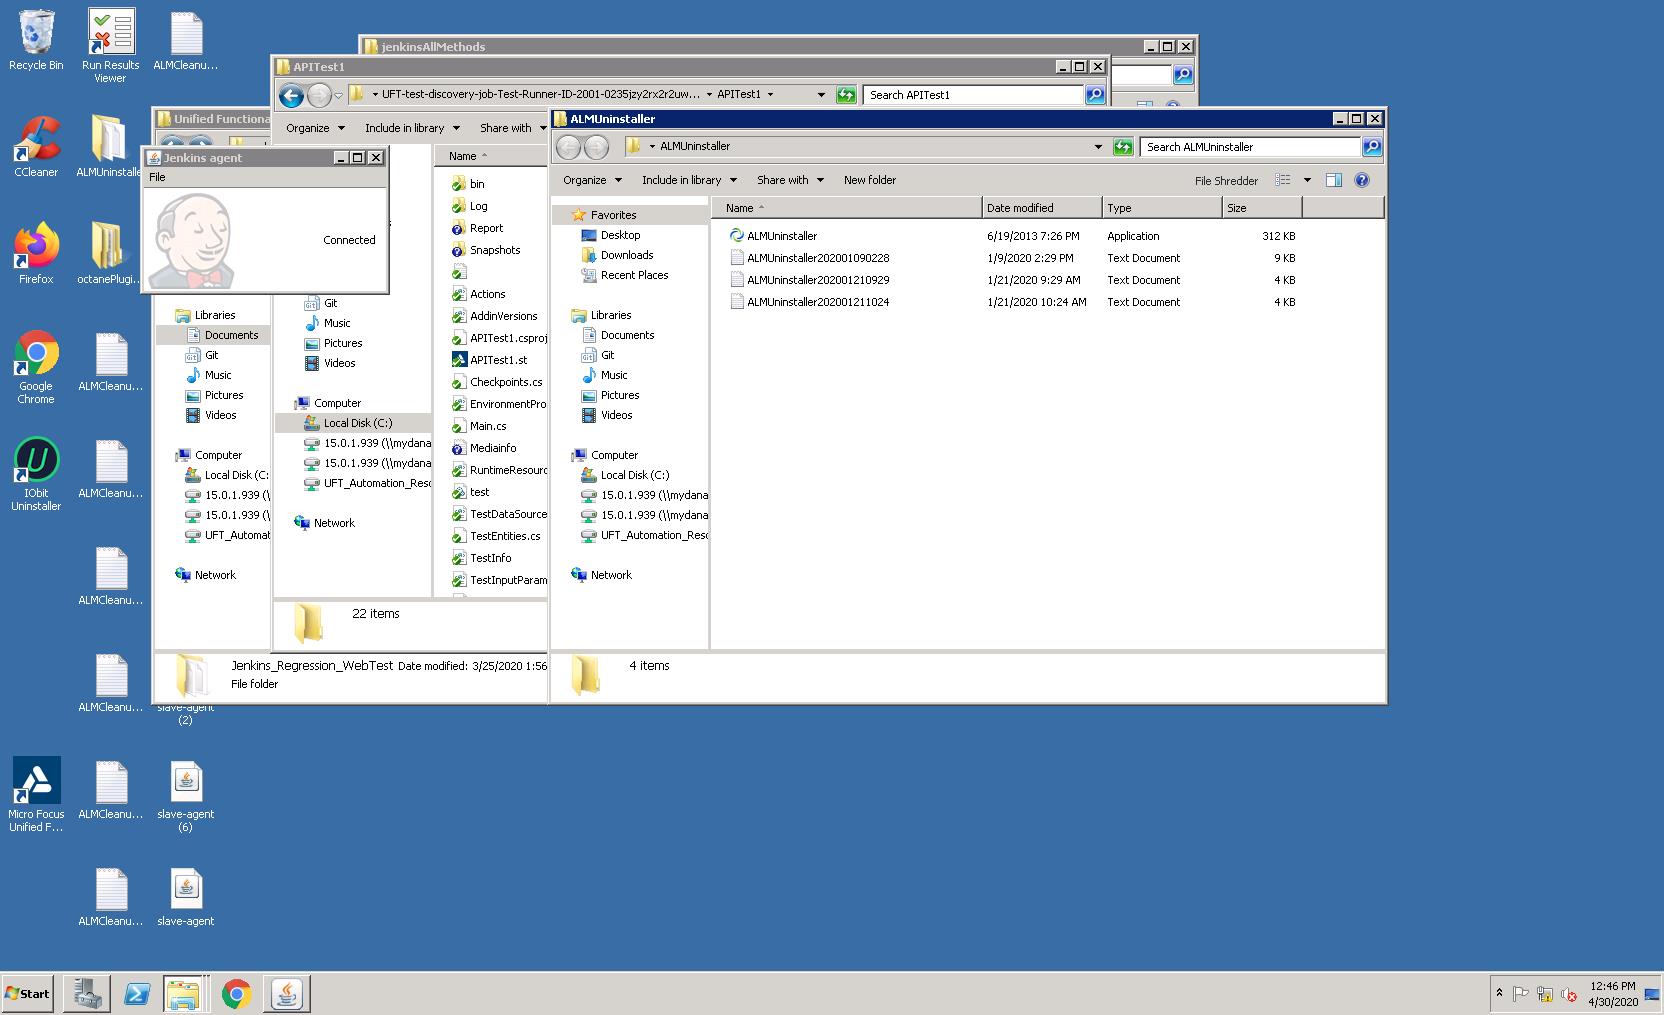 Recycle Bin
Run Results
Viewer
ALMCleanu...
CCleaner
ALMUninstalle
Firefox
octanePlugi...
Google
Chrome
ALMCleanu...
IObit
Uninstaller
ALMCleanu...
ALMCleanu...
ALMCleanu...
slave-agent
(2)
Micro Focus
Unified F...
ALMCleanu...
slave-agent
(6)
ALMCleanu...
slave-agent
jenkinsAllMethods
APITest1
UFT-test-discovery-job-Test-Runner-ID-2001-0235jzy2rx2r2uw...
APITest1
Search APITest1
Organize
Include in library
Share with
Name
bin
Log
Report
Snapshots
Actions
AddinVersions
APITest1.csproj
APITest1.st
Checkpoints.cs
EnvironmentPro
Main.cs
Mediainfo
RuntimeResourc
test
TestDataSource
TestEntities.cs
TestInfo
TestInputParam
Git
Music
Pictures
Videos
Computer
Local Disk (C:)
15.0.1.939 (\\mydana
15.0.1.939 (\\mydana
UFT_Automation_Reso
Network
22 items
Unified Functiona
Jenkins agent
File
Connected
Libraries
Documents
Git
Music
Pictures
Videos
Computer
Local Disk (C:
15.0.1.939 (\
15.0.1.939 (\
UFT_Automat
Network
Jenkins_Regression_WebTest Date modified: 3/25/2020 1:56
File folder
ALMUninstaller
ALMUninstaller
Search ALMUninstaller
Organize
Include in library
Share with
New folder
File Shredder
Favorites
Desktop
Downloads
Recent Places
Libraries
Documents
Git
Music
Pictures
Videos
Computer
Local Disk (C:)
15.0.1.939 (\\mydana
15.0.1.939 (\\mydana
UFT_Automation_Reso
Network
Name Date modified Type Size
ALMUninstaller 6/19/2013 7:26 PM Application 312 KB
ALMUninstaller202001090228 1/9/2020 2:29 PM Text Document 9 KB
ALMUninstaller202001210929 1/21/2020 9:29 AM Text Document 4 KB
ALMUninstaller202001211024 1/21/2020 10:24 AM Text Document 4 KB
4 items
Start
12:46 PM
4/30/2020